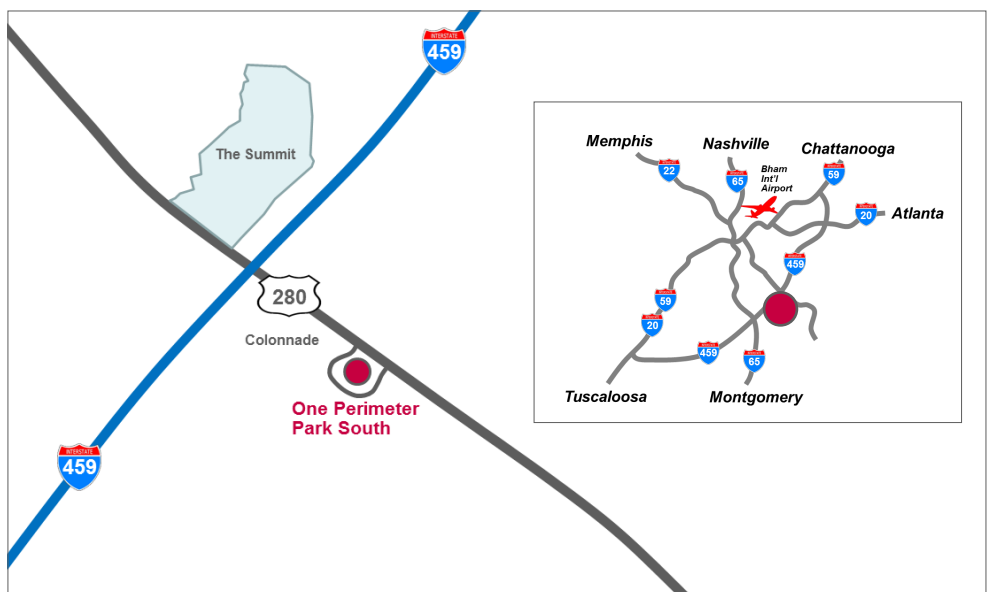 INTERSTATE
459
The Summit
280
Colonnade
One Perimeter
Park South
INTERSTATE
459
Memphis
Nashville
Chattanooga
22
65
Bham
Int'l
Airport
59
20
Atlanta
459
59
20
459
65
Tuscaloosa
Montgomery